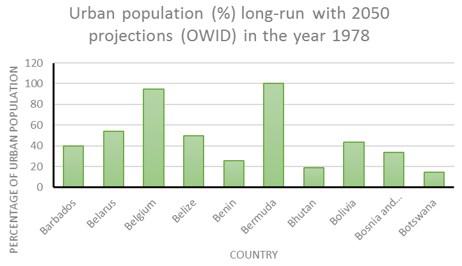 Urban population (%) long-run with 2050
projections (OWID) in the year 1978
PERCENTAGE OF URBAN POPULATION
120
100
80
60
40
20
0
Barbados
Belarus
Belgium
Belize
Benin
Bermuda
Bhutan
Bolivia
Bosnia and...
Botswana
COUNTRY